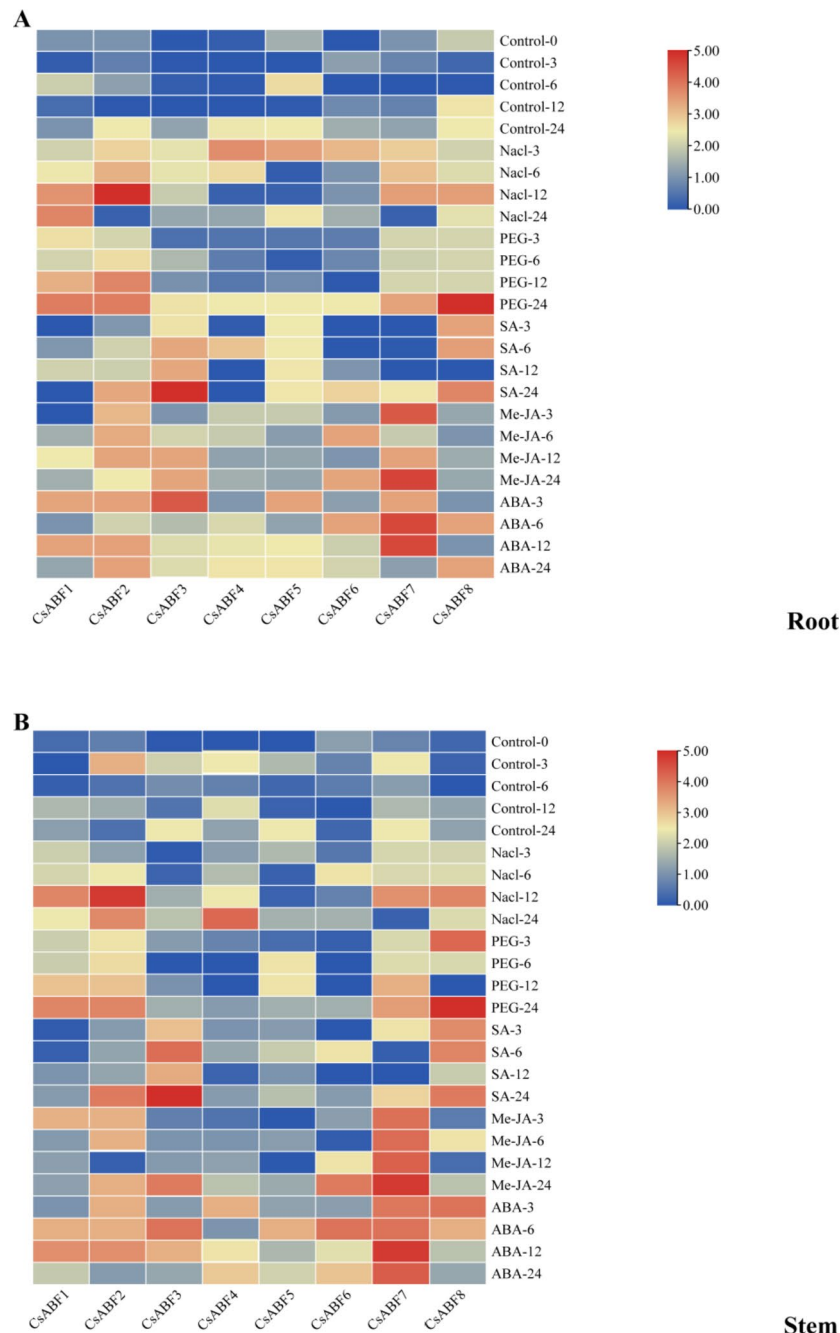 A
Control-0
Control-3
Control-6
Control-12
Control-24
Nacl-3
Nacl-6
Nacl-12
Nacl-24
PEG-3
PEG-6
PEG-12
PEG-24
SA-3
SA-6
SA-12
SA-24
Me-JA-3
Me-JA-6
Me-JA-12
Me-JA-24
ABA-3
ABA-6
ABA-12
ABA-24
5.00
4.00
3.00
2.00
1.00
0.00
CsABF1 CsABF2 CsABF3 CsABF4 CsABF5 CsABF6 CsABF7 CsABF8
Root
B
Control-0
Control-3
Control-6
Control-12
Control-24
Nacl-3
Nacl-6
Nacl-12
Nacl-24
PEG-3
PEG-6
PEG-12
PEG-24
SA-3
SA-6
SA-12
SA-24
Me-JA-3
Me-JA-6
Me-JA-12
Me-JA-24
ABA-3
ABA-6
ABA-12
ABA-24
5.00
4.00
3.00
2.00
1.00
0.00
CsABF1 CsABF2 CsABF3 CsABF4 CsABF5 CsABF6 CsABF7 CsABF8
Stem